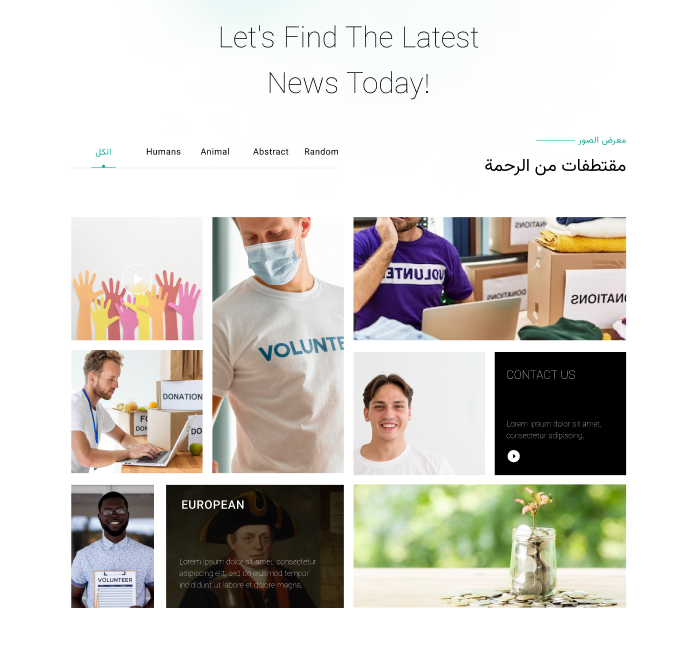 Let's Find The Latest
News Today!
معرض الصور
مقتطفات من الرحمة
الكل
Humans
Animal
Abstract
Random
DONATIONS
VOLUNTE
DONATIONS
DONATIONS
DONATION
CONTACT US
Lorem ipsum dolor sit amet,
consectetur adipiscing.
VOLUNTEER
EUROPEAN
Lorem ipsum dolor sit amet, consectetur
adipiscing elit, sed do eiusmod tempor
incididunt ut labore et dolore magna.